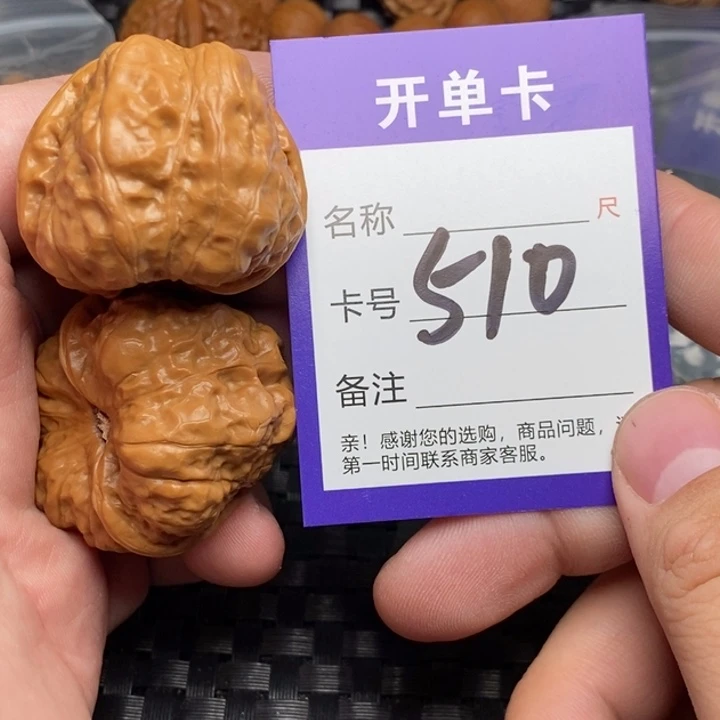 开单卡
名称 尺
卡号 510
备注
亲！感谢您的选购，商品问题，
第一时间联系商家客服。